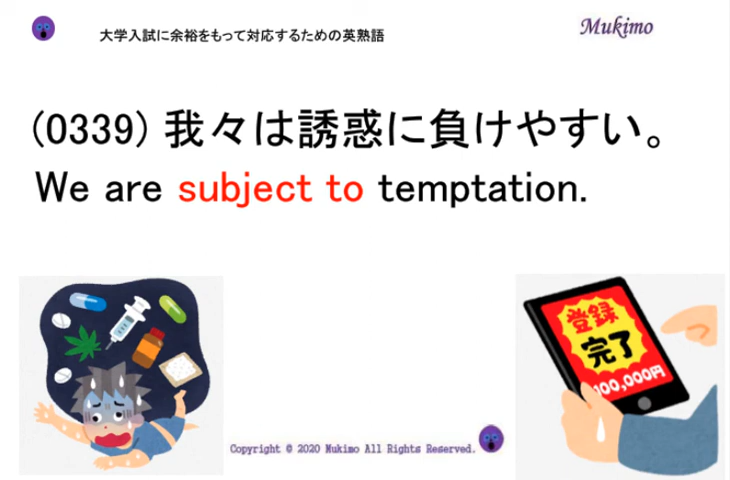 大学入試に余裕をもって対応するための英熟語
Mukimo
(0339) 我々は誘惑に負けやすい。
We are subject to temptation.
登録
完了
100,000円
Copyright © 2020 Mukimo All Rights Reserved.